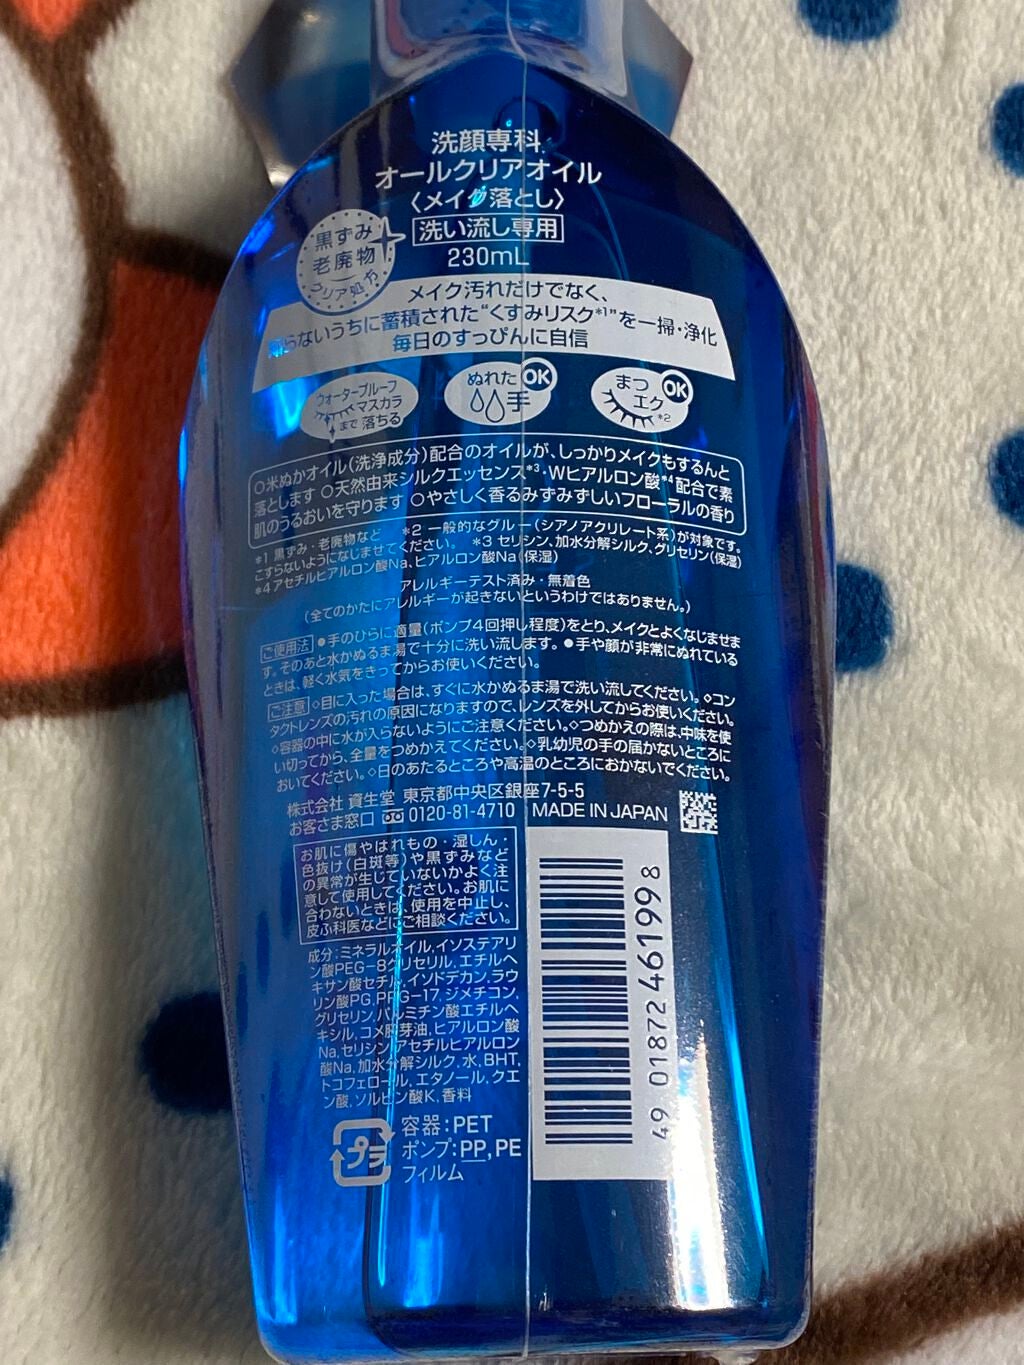 洗顔専科
オールクリアオイル
〈メイク落とし〉
洗い流し専用
230mL
黒ずみ
老廃物
クリア処方
メイク汚れだけでなく、
知らないうちに蓄積された"くすみリスク*1"を一掃・浄化
毎日のすっぴんに自信
ウォータープルーフ
マスカラ
まで 落ちる
ぬれた
手
OK
まつ
エク*2
OK
○米ぬかオイル(洗浄成分)配合のオイルが、しっかりメイクもするんと
落とします ○天然由来シルクエッセンス*3・Wヒアルロン酸*4配合で素
肌のうるおいを守ります ○やさしく香るみずみずしいフローラルの香り
*1 黒ずみ・老廃物など *2 一般的なグルー(シアノアクリレート系)が対象です。
こすらないようになじませてください。 *3 セリシン、加水分解シルク、グリセリン(保湿)
*4 アセチルヒアルロン酸Na、ヒアルロン酸Na(保湿)
アレルギーテスト済み・無着色
(全てのかたにアレルギーが起きないというわけではありません。)
ご使用法 ●手のひらに適量(ポンプ4回押し程度)をとり、メイクとよくなじませま
す。そのあと水かぬるま湯で十分に洗い流します。●手や顔が非常にぬれている
ときは、軽く水気をきってからお使いください。
ご注意 ◇目に入った場合は、すぐに水かぬるま湯で洗い流してください。◇コン
タクトレンズの汚れの原因になりますので、レンズを外してからお使いください。
◇容器の中に水が入らないようにご注意ください。◇つめかえの際は、中味を使
い切ってから、全量をつめかえてください。◇乳幼児の手の届かないところに
おいてください。◇日のあたるところや高温のところにおかないでください。
株式会社 資生堂 東京都中央区銀座7-5-5
お客さま窓口 0120-81-4710 MADE IN JAPAN
お肌に傷やはれもの・湿しん・
色抜け(白斑等)や黒ずみなど
の異常が生じていないかよく注
意して使用してください。お肌に
合わないときは、使用を中止し、
皮ふ科医などにご相談ください。
成分:ミネラルオイル,イソステアリ
ン酸PEG-8グリセリル,エチルヘ
キサン酸セチル,イソドデカン,ラウ
リン酸PG,PPG-17,ジメチコン,
グリセリン,パルミチン酸エチルヘ
キシル,コメ胚芽油,ヒアルロン酸
Na,セリシン,アセチルヒアルロン
酸Na,加水分解シルク,水,BHT,
トコフェロール,エタノール,クエ
ン酸,ソルビン酸K,香料
プラ
容器:PET
ポンプ:PP,PE
フィルム
49 01872 46199 8